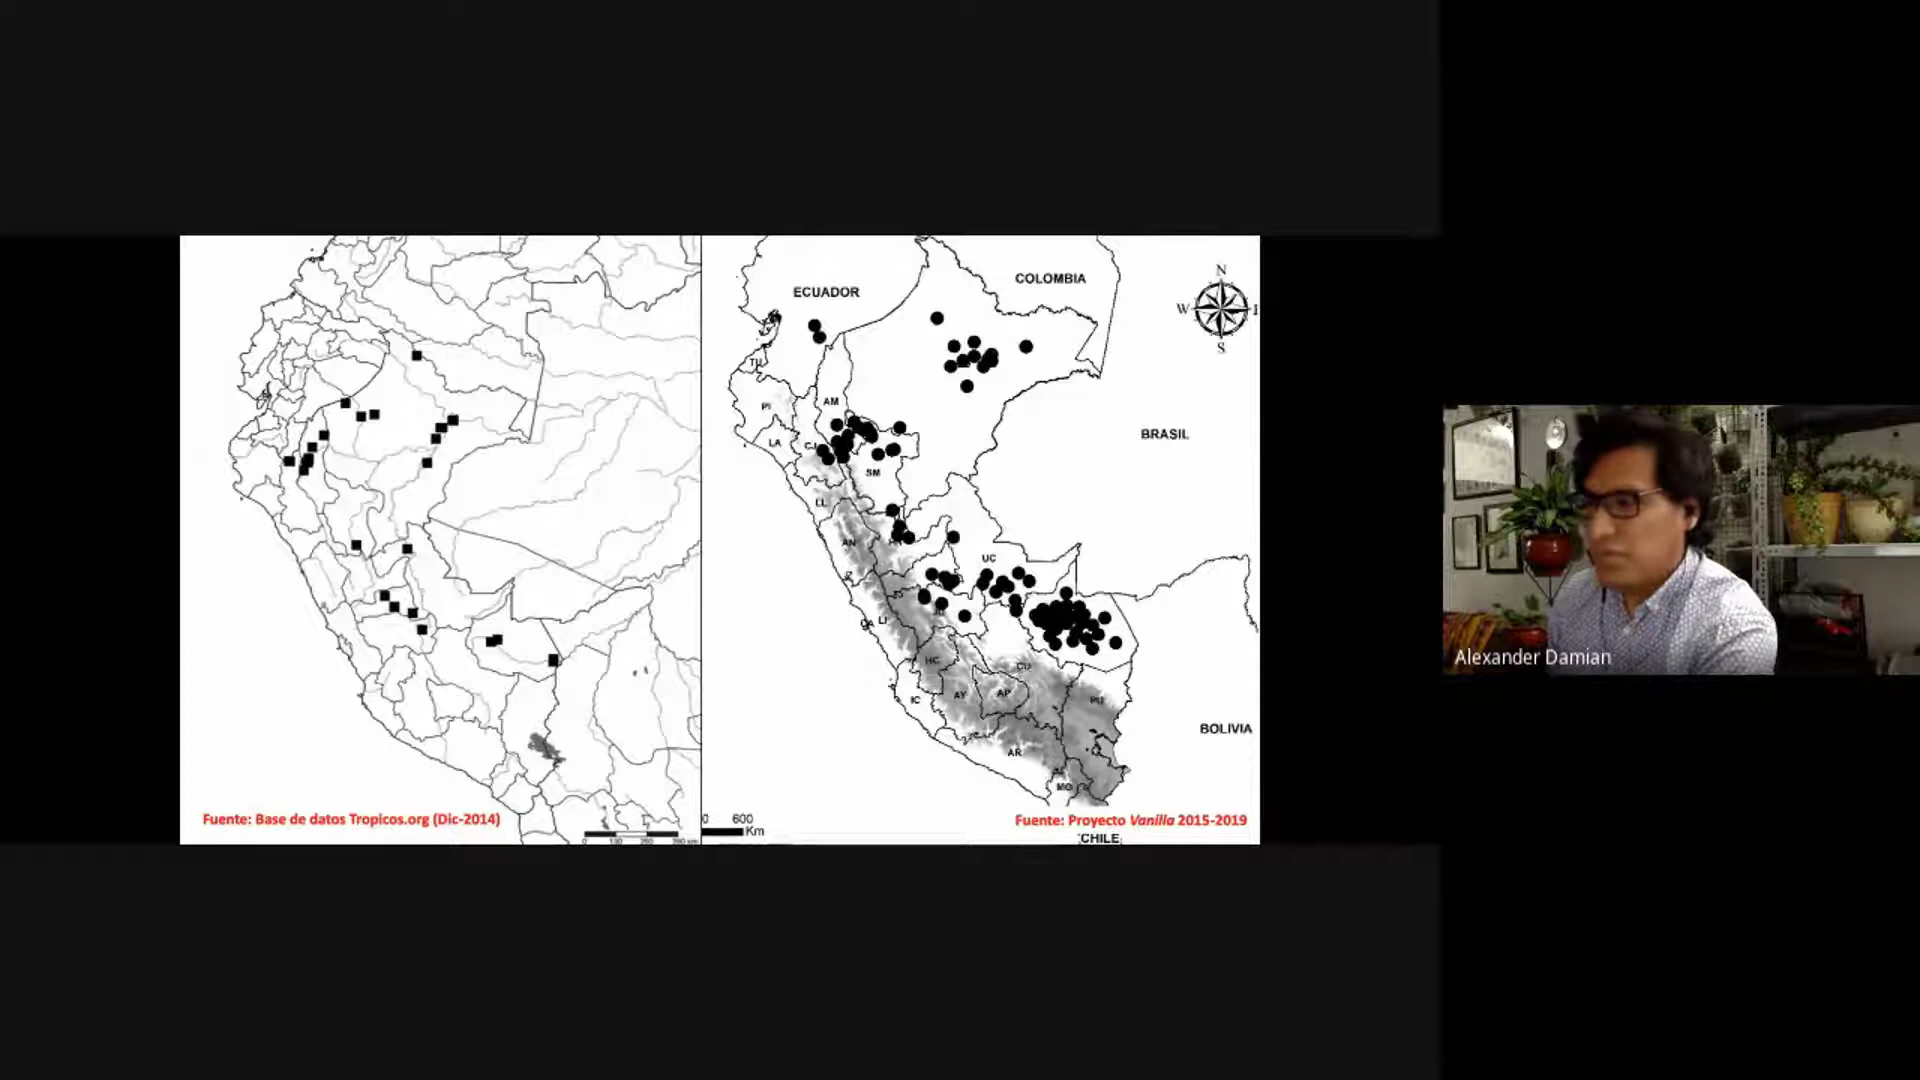 Fuente: Base de datos Tropicos.org (Dic-2014)
ECUADOR
COLOMBIA
N
W
S
TU
PI
AM
LA
BRASIL
SM
LL
AN
UC
LI
HC
CU
IC
AY
AP
PU
AR
MO
BOLIVIA
0 600
Km
Fuente: Proyecto Vanilla 2015-2019
CHILE
Alexander Damian